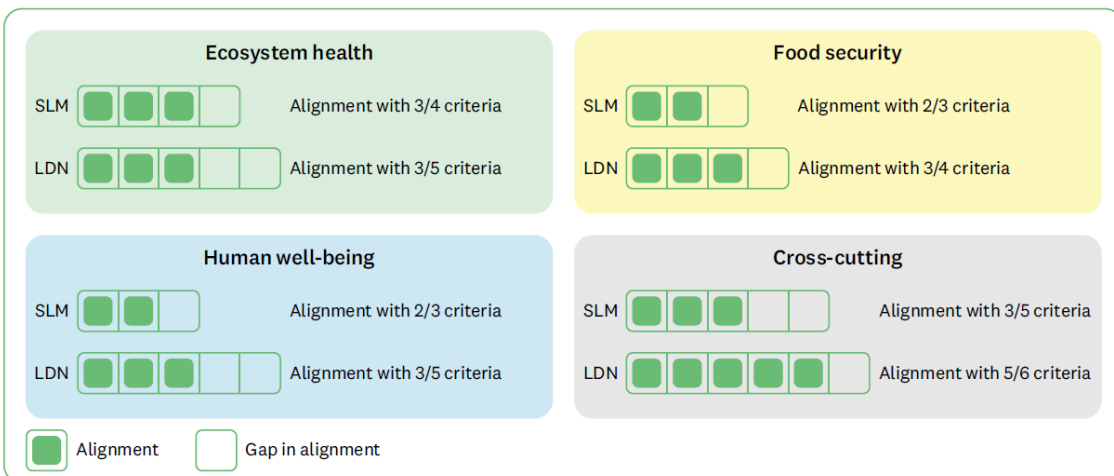 Ecosystem health
SLM Alignment with 3/4 criteria
LDN Alignment with 3/5 criteria
Food security
SLM Alignment with 2/3 criteria
LDN Alignment with 3/4 criteria
Human well-being
SLM Alignment with 2/3 criteria
LDN Alignment with 3/5 criteria
Cross-cutting
SLM Alignment with 3/5 criteria
LDN Alignment with 5/6 criteria
Alignment Gap in alignment